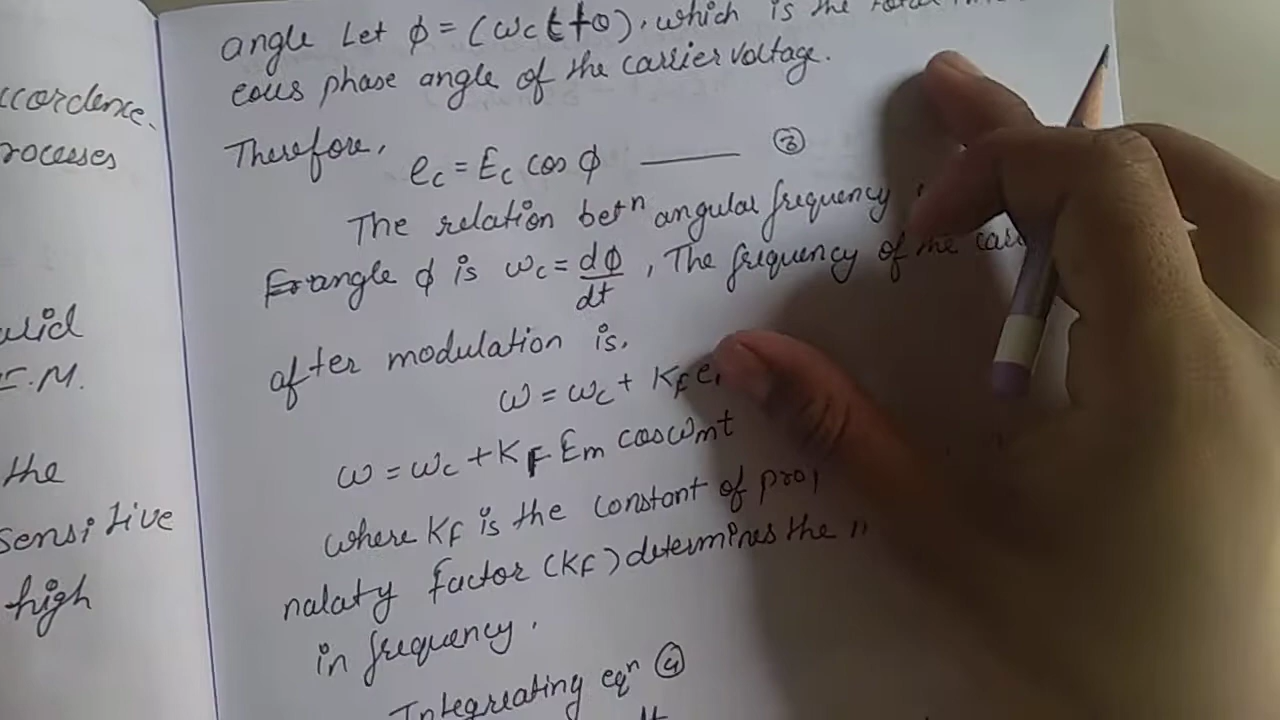 ccordence.
rocesses
F.M.
the
sensitive
high
angle Let ϕ = (ωct+θ), which is the
eous phase angle of the carrier voltage.
Therefore,
ec = Ec cos ϕ —— ③
The relation betⁿ angular frequency
angle ϕ is ωc = dϕ/dt, The frequency of the
after modulation is.
ω = ωc + KF e
ω = ωc + KF Em cosωmt
where KF is the constant of prop
nalaty factor (KF) determines the
in frequency.
Integreating eqⁿ ④
dt